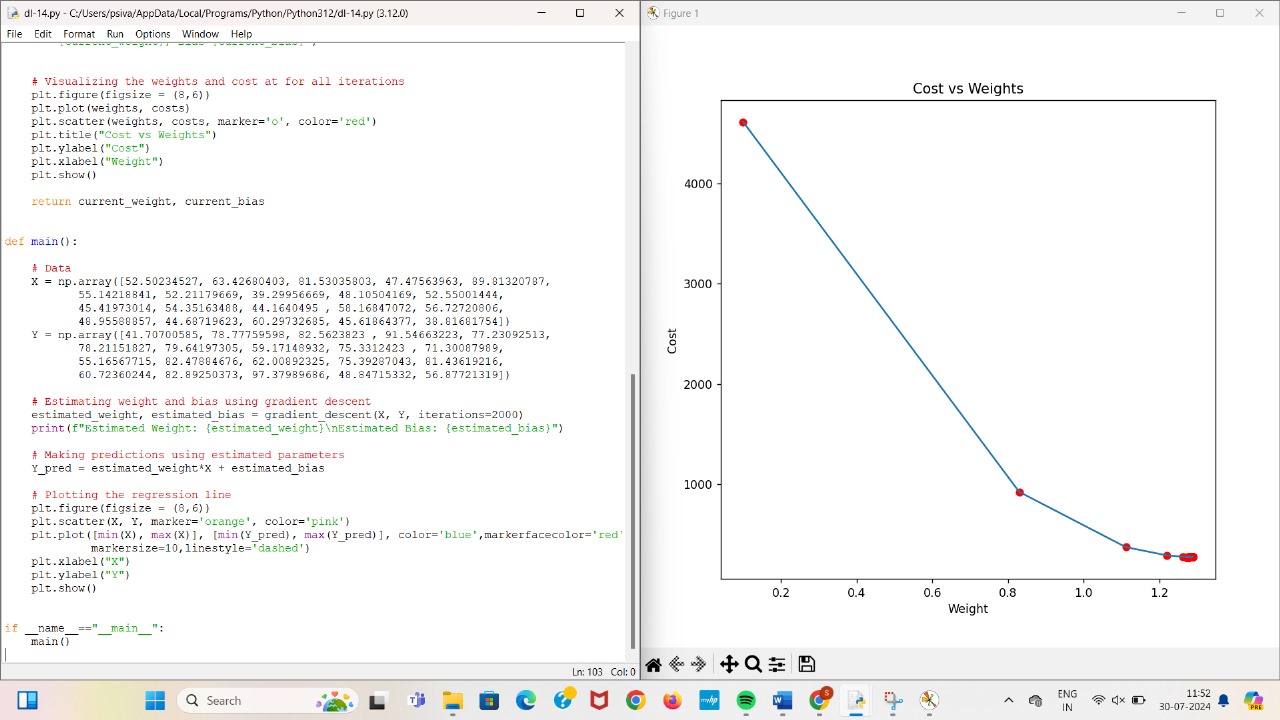 dl-14.py - C:/Users/psiva/AppData/Local/Programs/Python/Python312/dl-14.py (3.12.0)
File Edit Format Run Options Window Help
# Visualizing the weights and cost at for all iterations
plt.figure(figsize = (8,6))
plt.plot(weights, costs)
plt.scatter(weights, costs, marker='o', color='red')
plt.title("Cost vs Weights")
plt.ylabel("Cost")
plt.xlabel("Weight")
plt.show()
return current_weight, current_bias
def main():
# Data
X = np.array([52.50234527, 63.42680403, 81.53035803, 47.47563963, 89.81320787,
55.14218841, 52.21179669, 39.29956669, 48.10504169, 52.55001444,
45.41973014, 54.35163488, 44.1640495 , 58.16847072, 56.72720806,
48.95588857, 44.68719623, 60.29732685, 45.61864377, 38.81681754])
Y = np.array([41.70700585, 78.77759598, 82.5623823 , 91.54663223, 77.23092513,
78.21151827, 79.64197305, 59.17148932, 75.3312423 , 71.30087989,
55.16567715, 82.47884676, 62.00892325, 75.39287043, 81.43619216,
60.72360244, 82.89250373, 97.37989686, 48.84715332, 56.87721319])
# Estimating weight and bias using gradient descent
estimated_weight, estimated_bias = gradient_descent(X, Y, iterations=2000)
print(f"Estimated Weight: {estimated_weight}\nEstimated Bias: {estimated_bias}")
# Making predictions using estimated parameters
Y_pred = estimated_weight*X + estimated_bias
# Plotting the regression line
plt.figure(figsize = (8,6))
plt.scatter(X, Y, marker='orange', color='pink')
plt.plot([min(X), max(X)], [min(Y_pred), max(Y_pred)], color='blue',markerfacecolor='red'
markersize=10,linestyle='dashed')
plt.xlabel("X")
plt.ylabel("Y")
plt.show()
if __name__=="__main__":
main()
Ln: 103 Col: 0
Figure 1
Cost vs Weights
4000
3000
2000
1000
Cost
0.2 0.4 0.6 0.8 1.0 1.2
Weight
Search
ENG
IN
11:52
30-07-2024